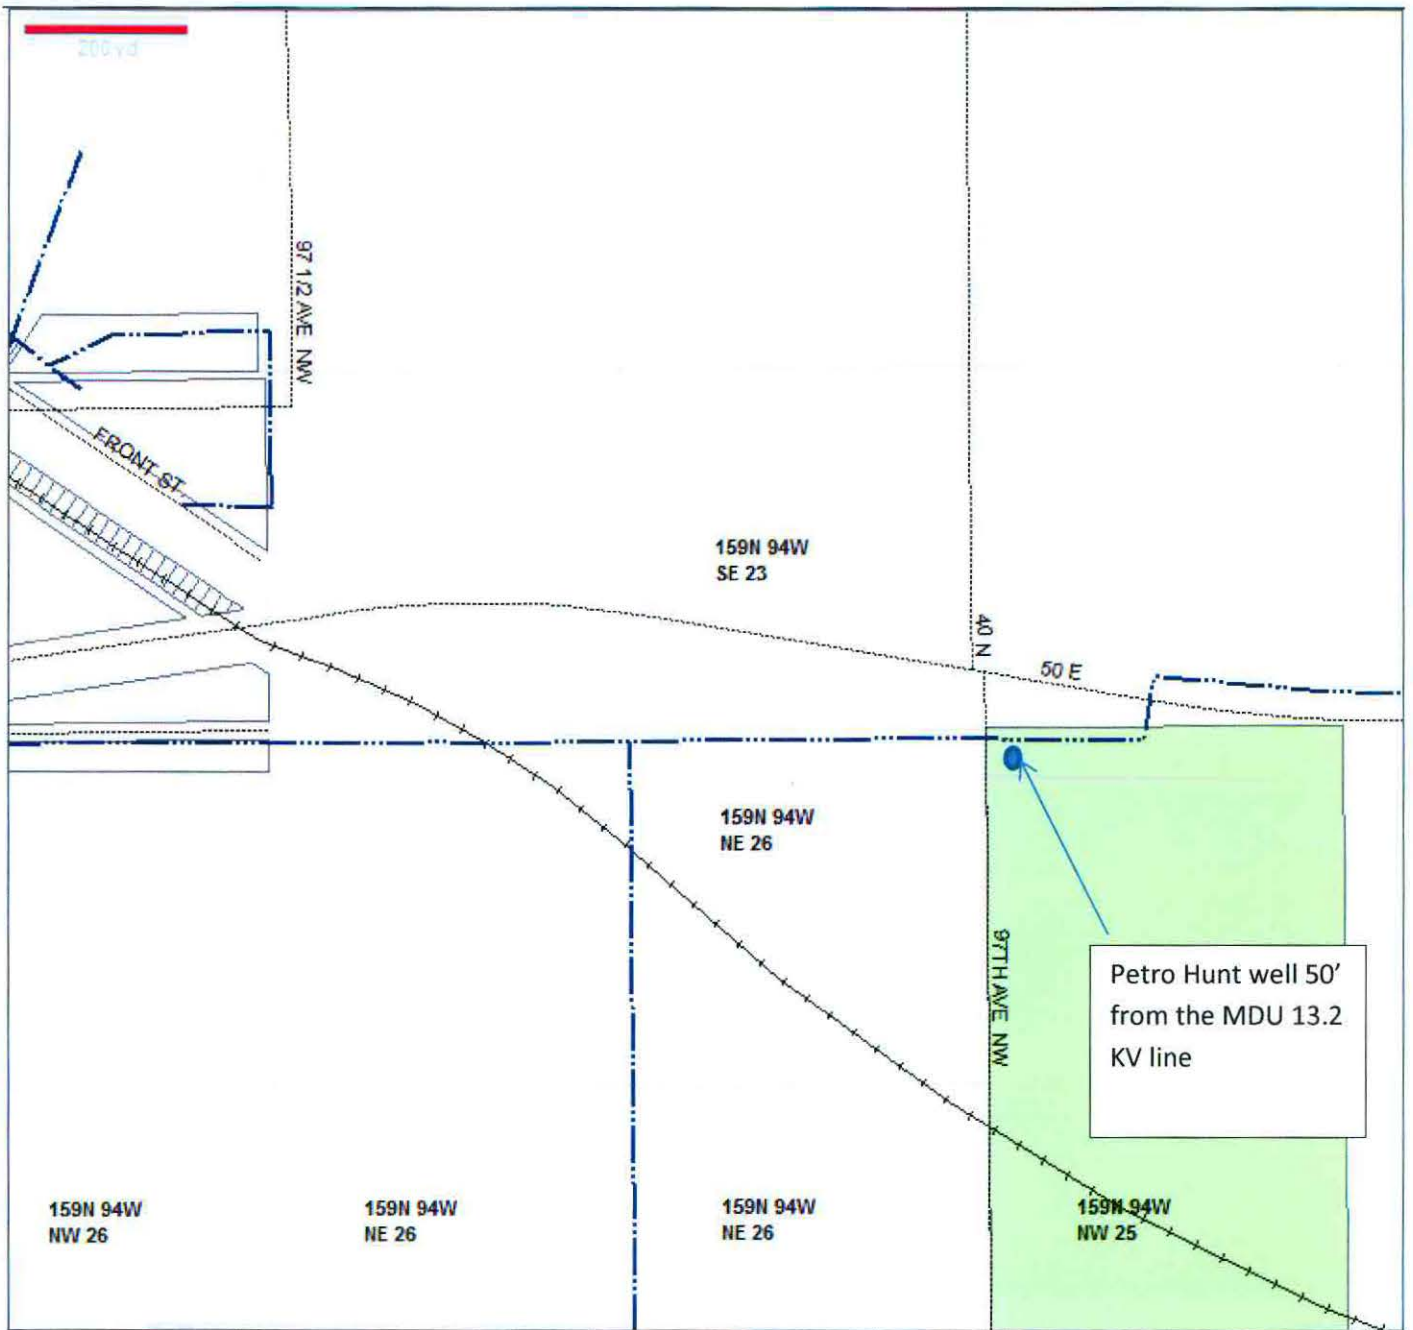 200 yd
97 1/2 AVE NW
FRONT ST
159N 94W
SE 23
40 N
50 E
159N 94W
NE 26
97TH AVE NW
Petro Hunt well 50’
from the MDU 13.2
KV line
159N 94W
NW 26
159N 94W
NE 26
159N 94W
NE 26
159N 94W
NW 25